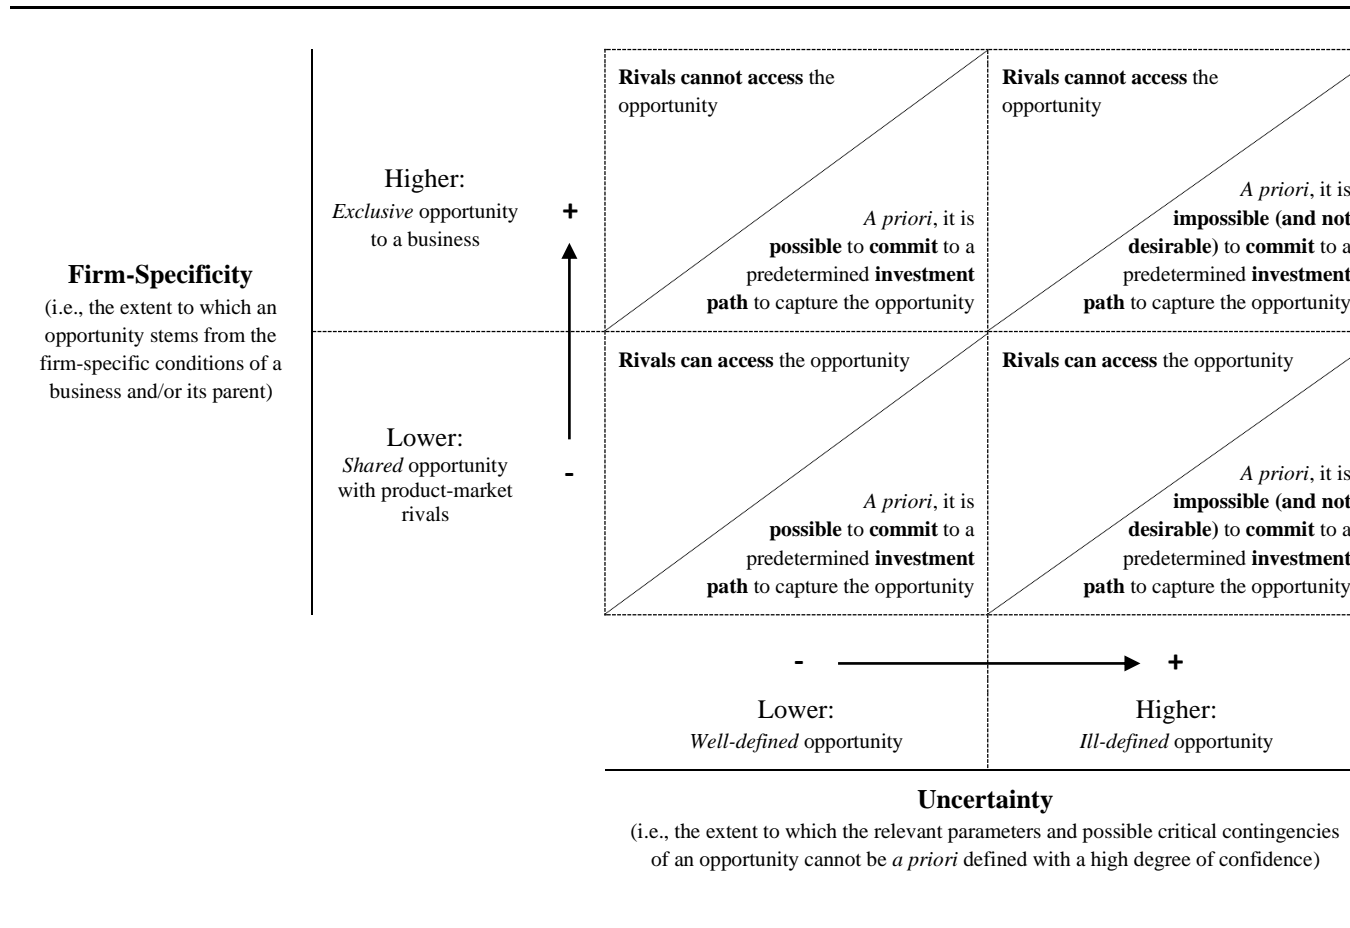 Rivals cannot access the
opportunity
A priori, it is
possible to commit to a
predetermined investment
path to capture the opportunity
Rivals cannot access the
opportunity
A priori, it is
impossible (and not
desirable) to commit to a
predetermined investment
path to capture the opportunity
Higher:
Exclusive opportunity
to a business
+
Firm-Specificity
(i.e., the extent to which an
opportunity stems from the
firm-specific conditions of a
business and/or its parent)
Lower:
Shared opportunity
with product-market
rivals
-
Rivals can access the opportunity
A priori, it is
possible to commit to a
predetermined investment
path to capture the opportunity
Rivals can access the opportunity
A priori, it is
impossible (and not
desirable) to commit to a
predetermined investment
path to capture the opportunity
-
+
Lower:
Well-defined opportunity
Higher:
Ill-defined opportunity
Uncertainty
(i.e., the extent to which the relevant parameters and possible critical contingencies
of an opportunity cannot be a priori defined with a high degree of confidence)